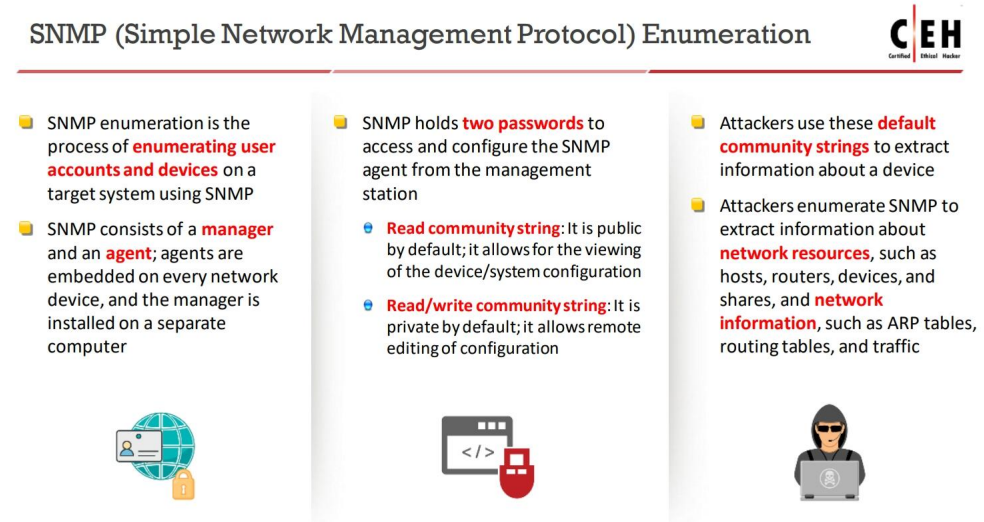 SNMP (Simple Network Management Protocol) Enumeration
C|EH
Certified Ethical Hacker
SNMP enumeration is the
process of enumerating user
accounts and devices on a
target system using SNMP
SNMP consists of a manager
and an agent; agents are
embedded on every network
device, and the manager is
installed on a separate
computer
SNMP holds two passwords to
access and configure the SNMP
agent from the management
station
Read community string: It is public
by default; it allows for the viewing
of the device/system configuration
Read/write community string: It is
private by default; it allows remote
editing of configuration
Attackers use these default
community strings to extract
information about a device
Attackers enumerate SNMP to
extract information about
network resources, such as
hosts, routers, devices, and
shares, and network
information, such as ARP tables,
routing tables, and traffic
</>